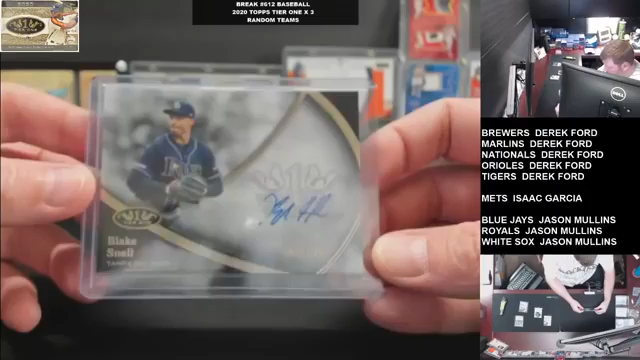 BREAK #612 BASEBALL
2020 TOPPS TIER ONE X 3
RANDOM TEAMS
BREWERS DEREK FORD
MARLINS DEREK FORD
NATIONALS DEREK FORD
ORIOLES DEREK FORD
TIGERS DEREK FORD
METS ISAAC GARCIA
BLUE JAYS JASON MULLINS
ROYALS JASON MULLINS
WHITE SOX JASON MULLINS
Blake
Snell
DELL